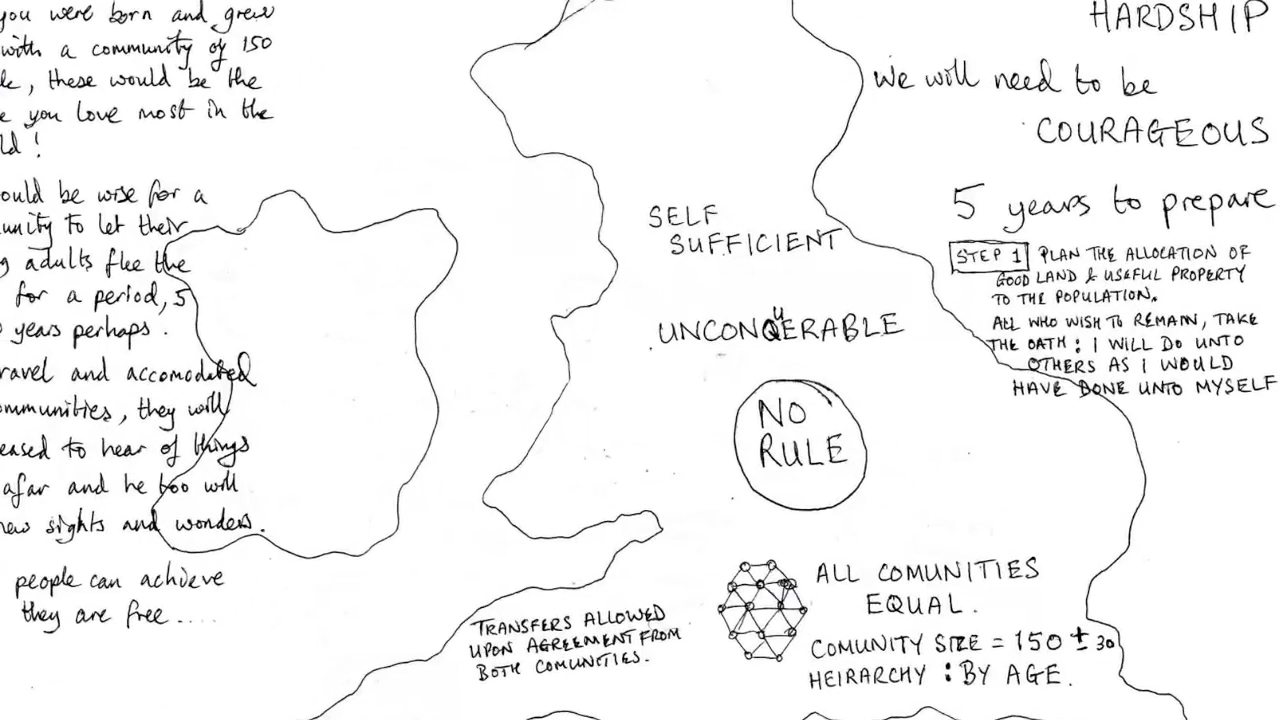 you were born and grew
with a community of 150
le, these would be the
e you love most in the
ld!
ould be wise for a
unity to let their
g adults flee the
for a period, 5
years perhaps.
ravel and accomodated
ommunities, they will
eased to hear of things
afar and he too will
new sights and wonders.
people can achieve
they are free....
SELF
SUFFICIENT
UNCONQUERABLE
NO
RULE
TRANSFERS ALLOWED
UPON AGREEMENT FROM
BOTH COMUNITIES.
ALL COMUNITIES
EQUAL.
COMUNITY SIZE = 150 ± 30
HEIRARCHY : BY AGE.
HARDSHIP
We will need to be
COURAGEOUS
5 years to prepare
STEP 1 PLAN THE ALLOCATION OF
GOOD LAND & USEFUL PROPERTY
TO THE POPULATION.
ALL WHO WISH TO REMAIN, TAKE
THE OATH : I WILL DO UNTO
OTHERS AS I WOULD
HAVE DONE UNTO MYSELF